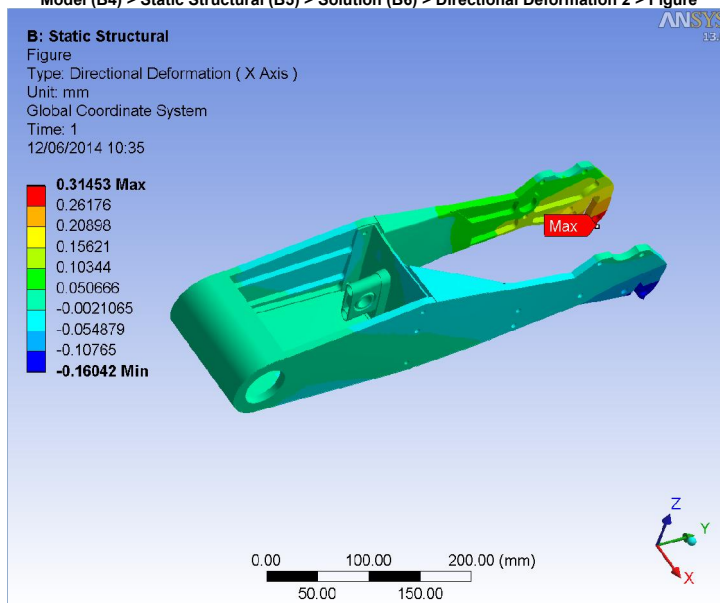 Model (B4) > Static Structural (B5) > Solution (B6) > Directional Deformation 2 > Figure
ANSYS
13.
B: Static Structural
Figure
Type: Directional Deformation ( X Axis )
Unit: mm
Global Coordinate System
Time: 1
12/06/2014 10:35
0.31453 Max
0.26176
0.20898
0.15621
0.10344
0.050666
-0.0021065
-0.054879
-0.10765
-0.16042 Min
Max
Z
Y
X
0.00 100.00 200.00 (mm)
50.00 150.00